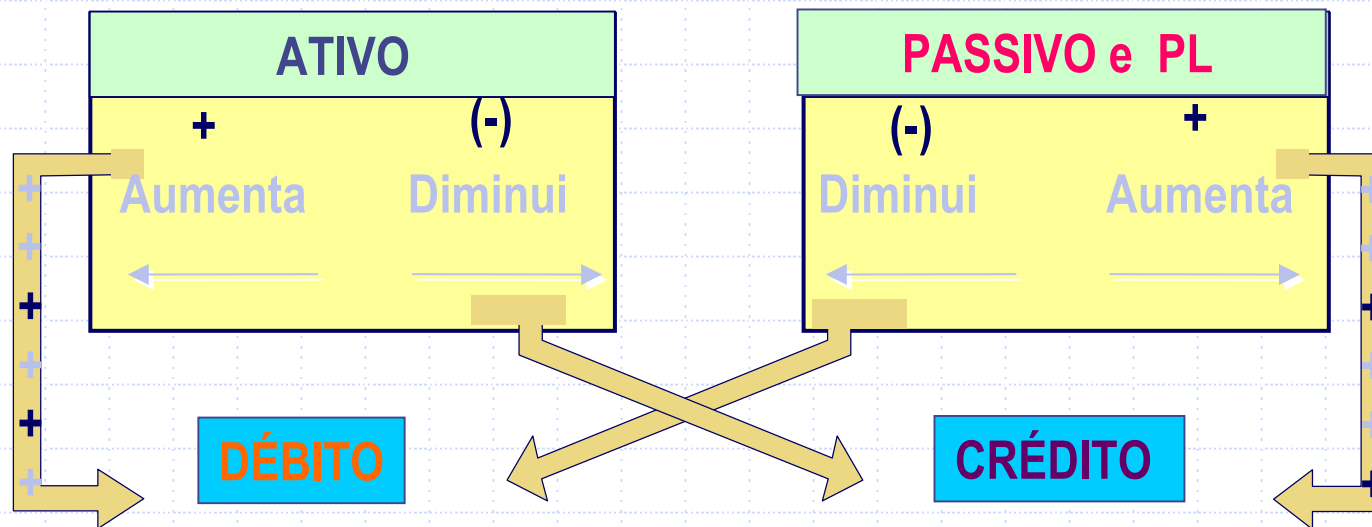 ATIVO
PASSIVO e PL
+ (-)
(-) +
Aumenta Diminui
Diminui Aumenta
+
+
+
+
+
+
+
+
+
+
+
+
DÉBITO
CRÉDITO